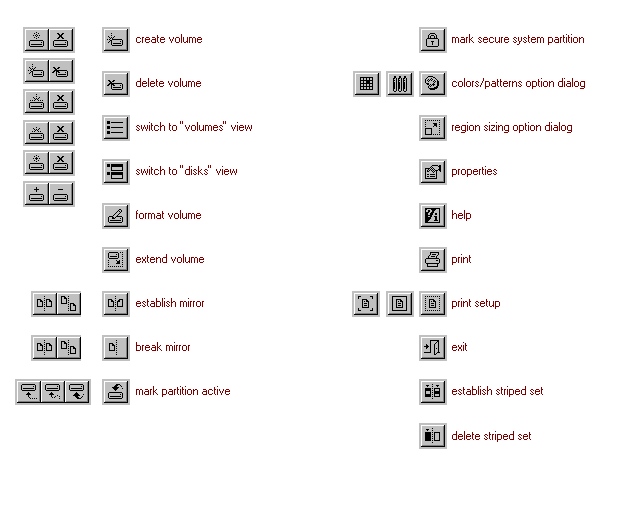 create volume
delete volume
switch to "volumes" view
switch to "disks" view
format volume
extend volume
establish mirror
break mirror
mark partition active
mark secure system partition
colors/patterns option dialog
region sizing option dialog
properties
help
print
print setup
exit
establish striped set
delete striped set